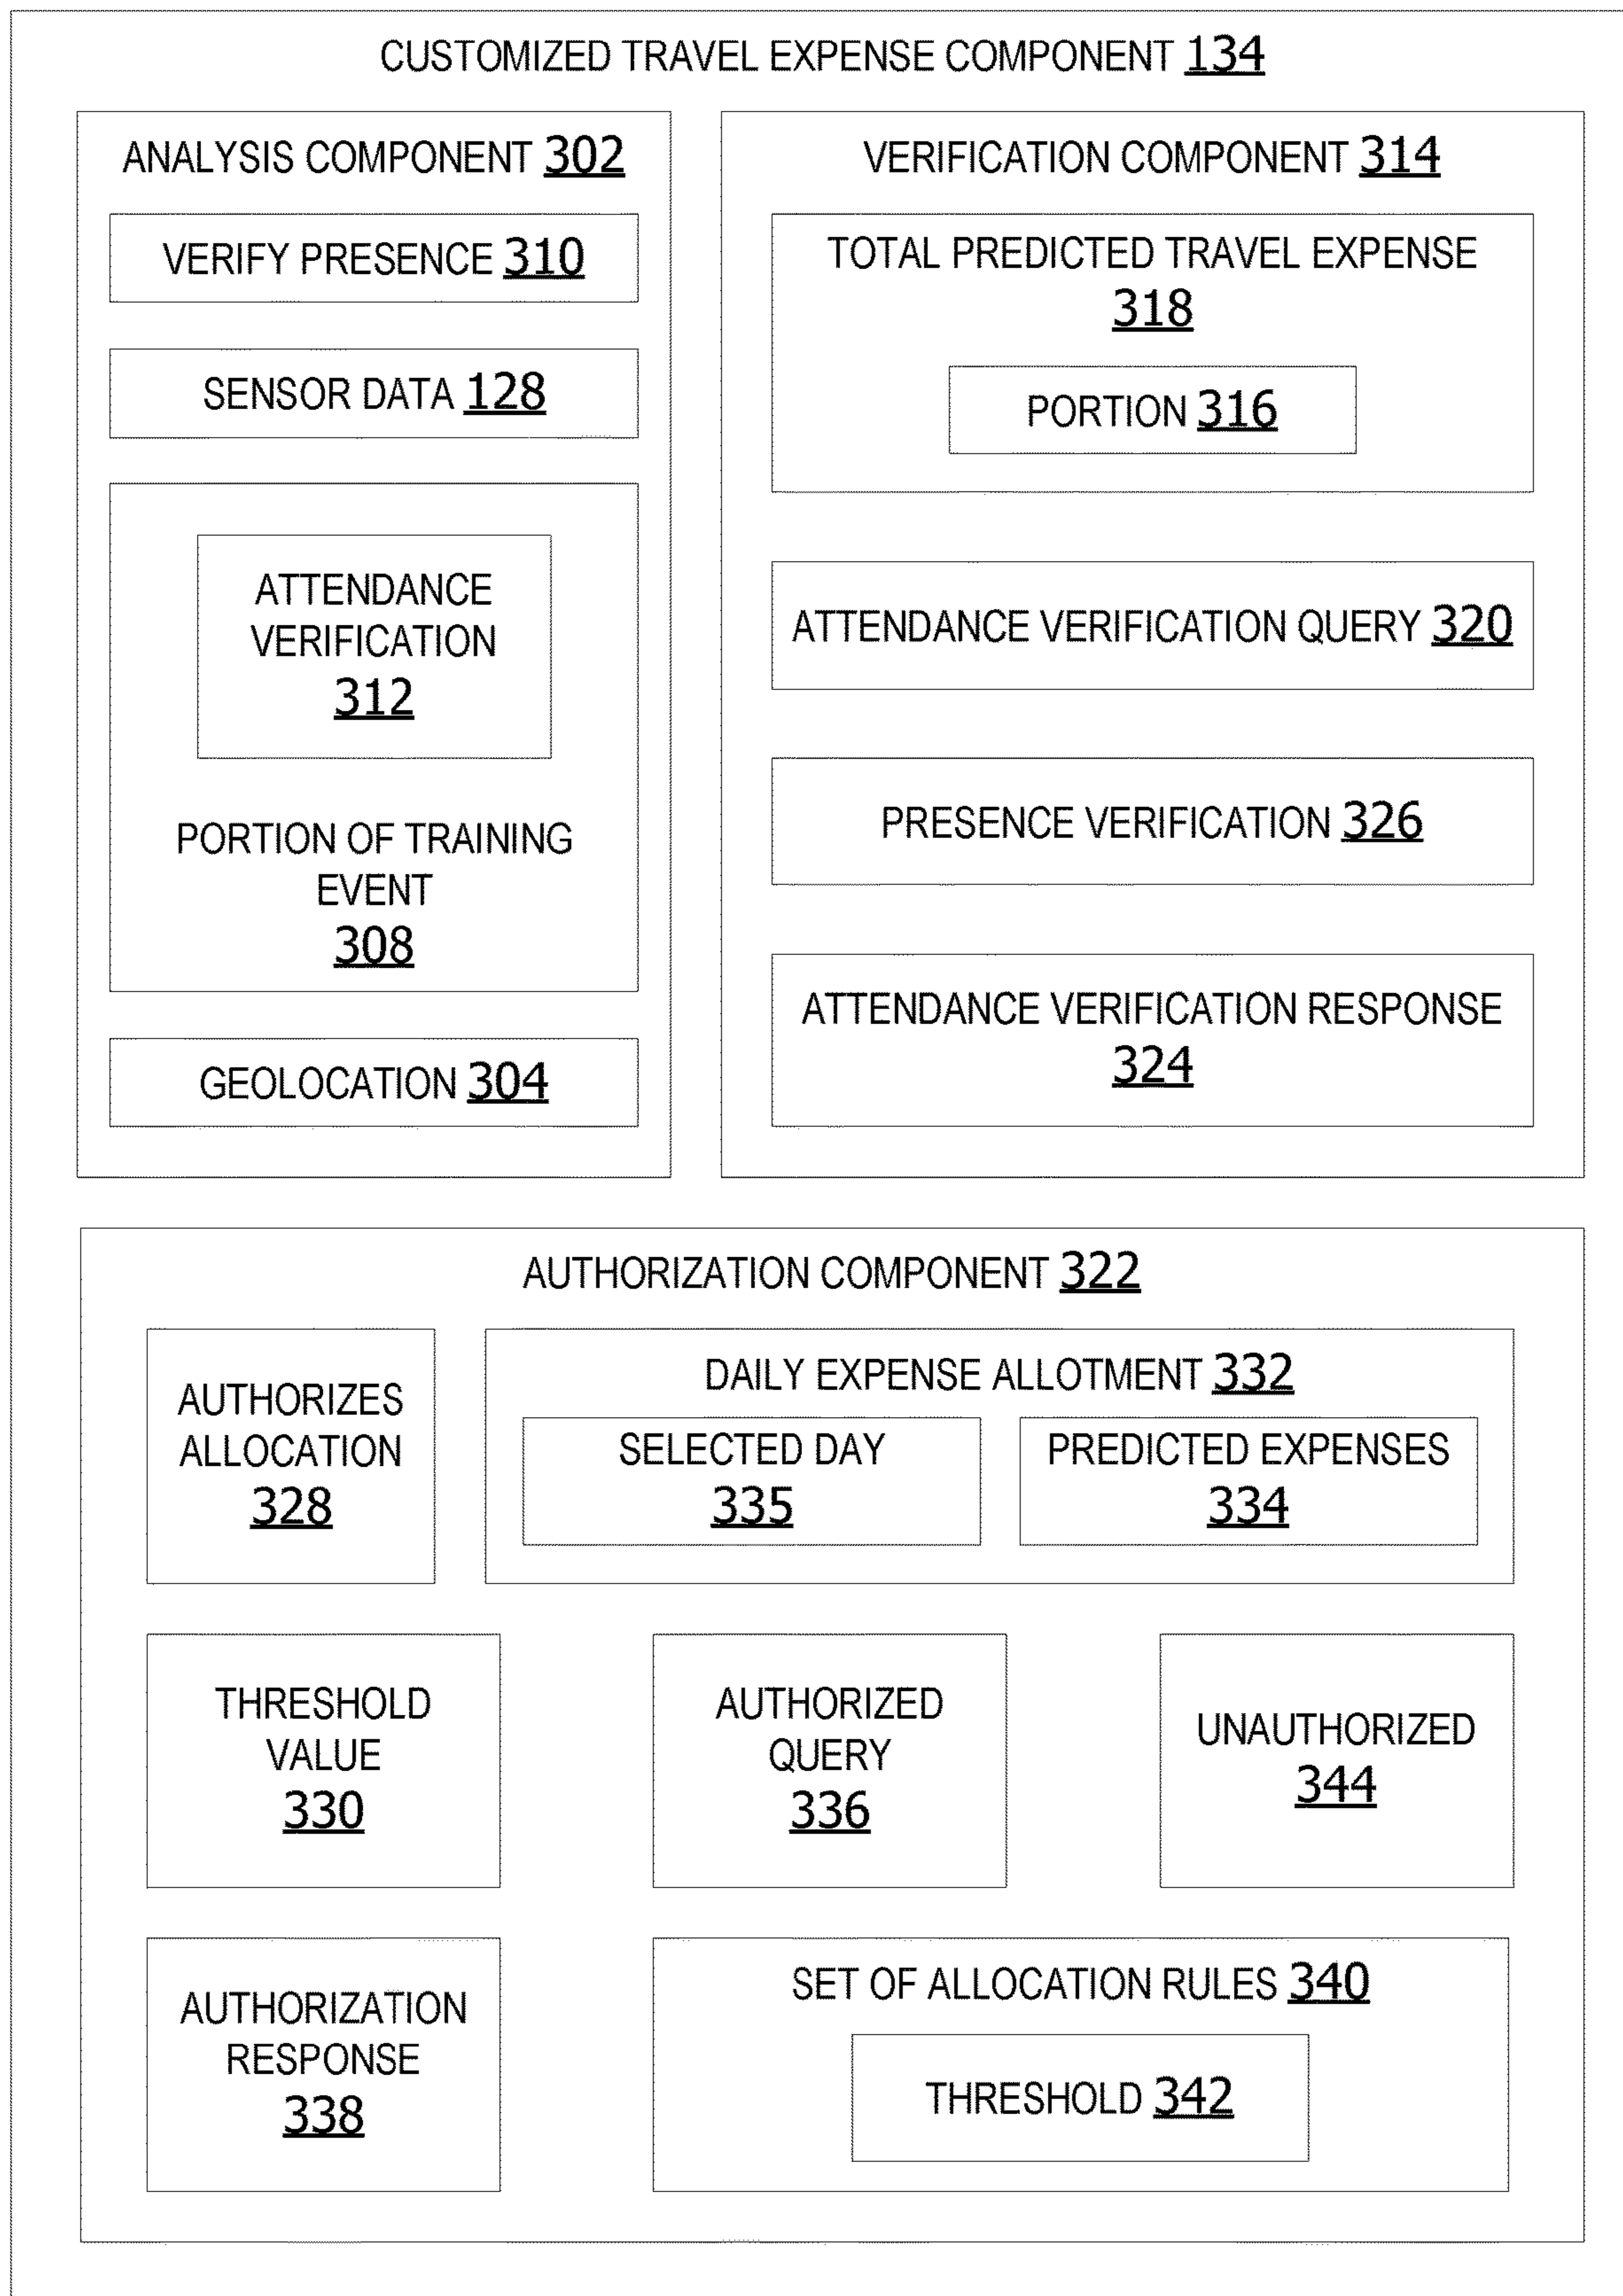 CUSTOMIZED TRAVEL EXPENSE COMPONENT 134
ANALYSIS COMPONENT 302
VERIFY PRESENCE 310
SENSOR DATA 128
ATTENDANCE
VERIFICATION
312
PORTION OF TRAINING
EVENT
308
GEOLOCATION 304
VERIFICATION COMPONENT 314
TOTAL PREDICTED TRAVEL EXPENSE
318
PORTION 316
ATTENDANCE VERIFICATION QUERY 320
PRESENCE VERIFICATION 326
ATTENDANCE VERIFICATION RESPONSE
324
AUTHORIZATION COMPONENT 322
AUTHORIZES
ALLOCATION
328
DAILY EXPENSE ALLOTMENT 332
SELECTED DAY
335
PREDICTED EXPENSES
334
THRESHOLD
VALUE
330
AUTHORIZED
QUERY
336
UNAUTHORIZED
344
AUTHORIZATION
RESPONSE
338
SET OF ALLOCATION RULES 340
THRESHOLD 342